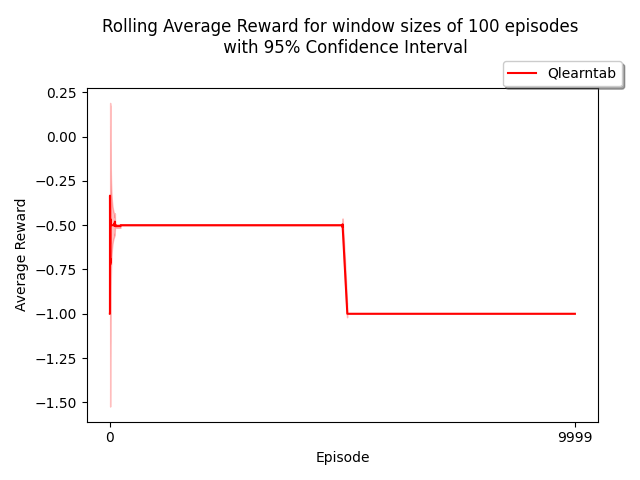 Rolling Average Reward for window sizes of 100 episodes
with 95% Confidence Interval
Qlearntab
0.25
0.00
−0.25
−0.50
−0.75
−1.00
−1.25
−1.50
Average Reward
0
9999
Episode